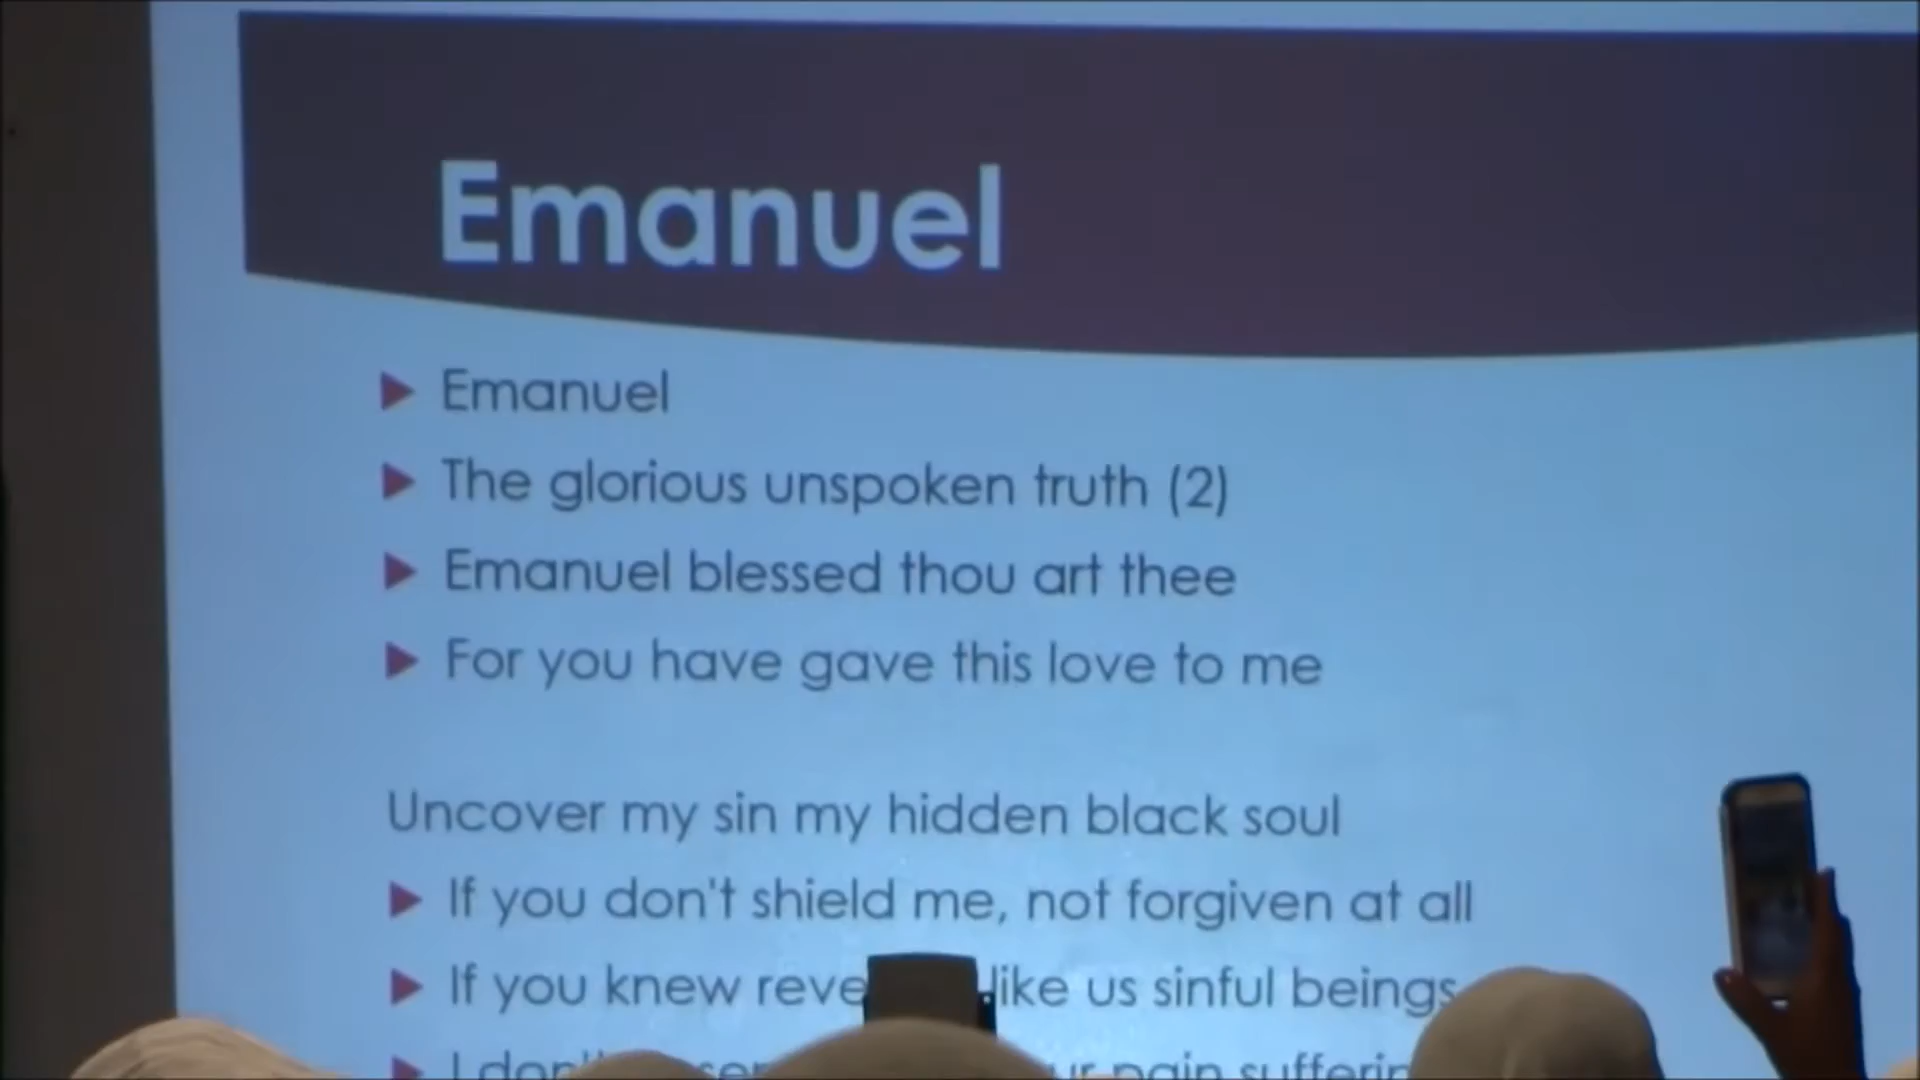 Emanuel
Emanuel
The glorious unspoken truth (2)
Emanuel blessed thou art thee
For you have gave this love to me
Uncover my sin my hidden black soul
If you don't shield me, not forgiven at all
If you knew like us sinful beings
I pain